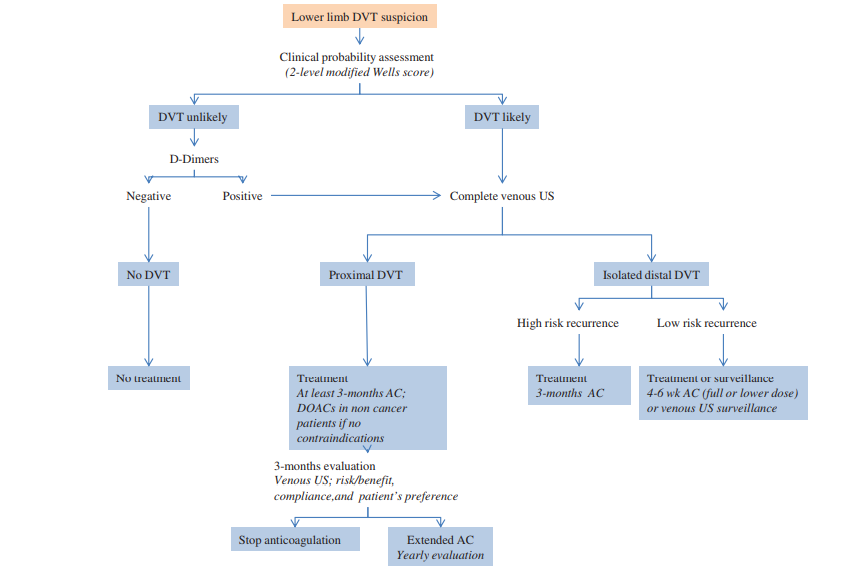 Lower limb DVT suspicion
Clinical probability assessment
(2-level modified Wells score)
DVT unlikely
DVT likely
D-Dimers
Negative
Positive
Complete venous US
No DVT
Proximal DVT
Isolated distal DVT
High risk recurrence
Low risk recurrence
No treatment
Treatment
At least 3-months AC;
DOACs in non cancer
patients if no
contraindications
Treatment
3-months AC
Treatment or surveillance
4-6 wk AC (full or lower dose)
or venous US surveillance
3-months evaluation
Venous US; risk/benefit,
compliance,and patient's preference
Stop anticoagulation
Extended AC
Yearly evaluation